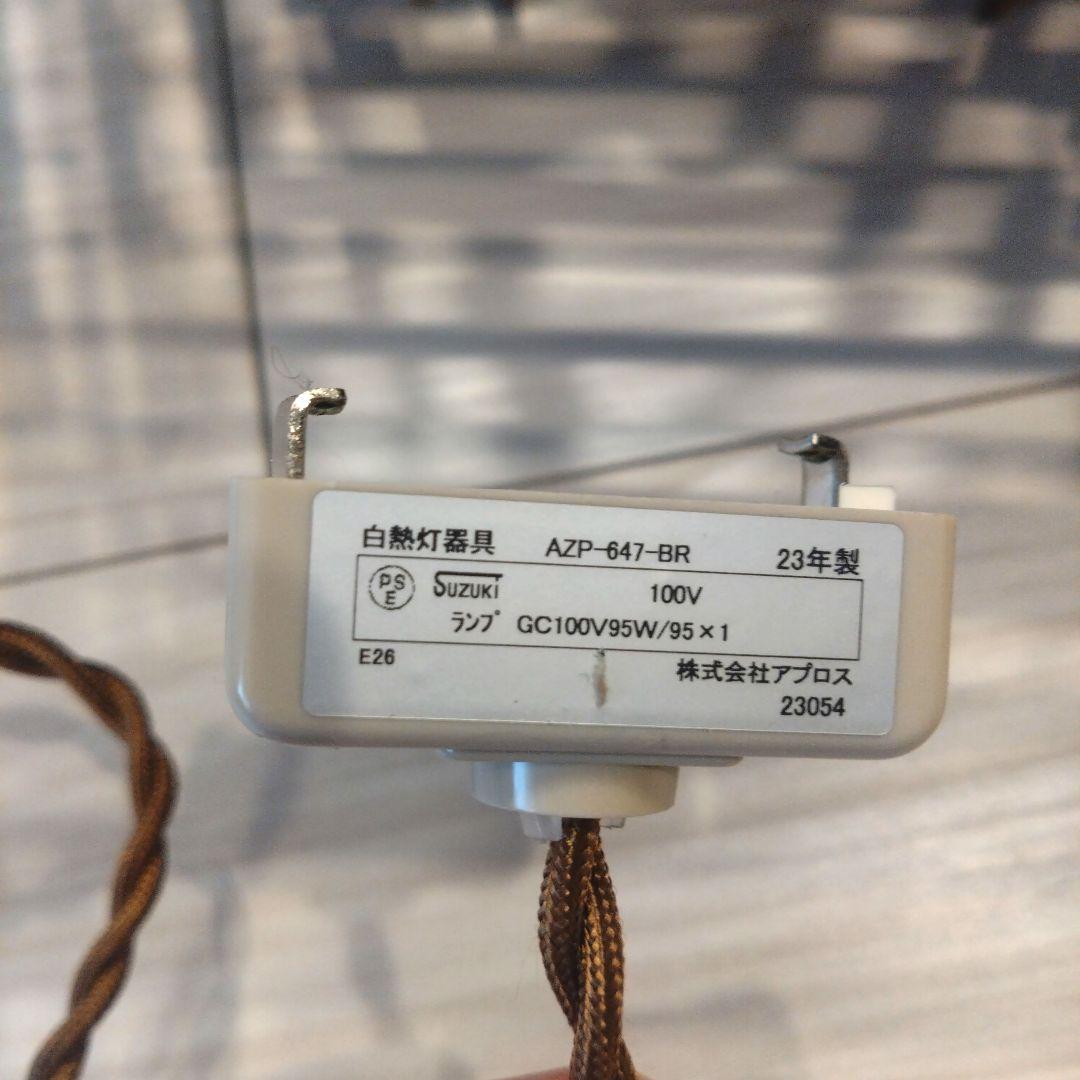 白熱灯器具 AZP-647-BR 23年製
PSE SUZUKI 100V
ランプ GC100V95W/95×1
E26 株式会社アプロス
23054